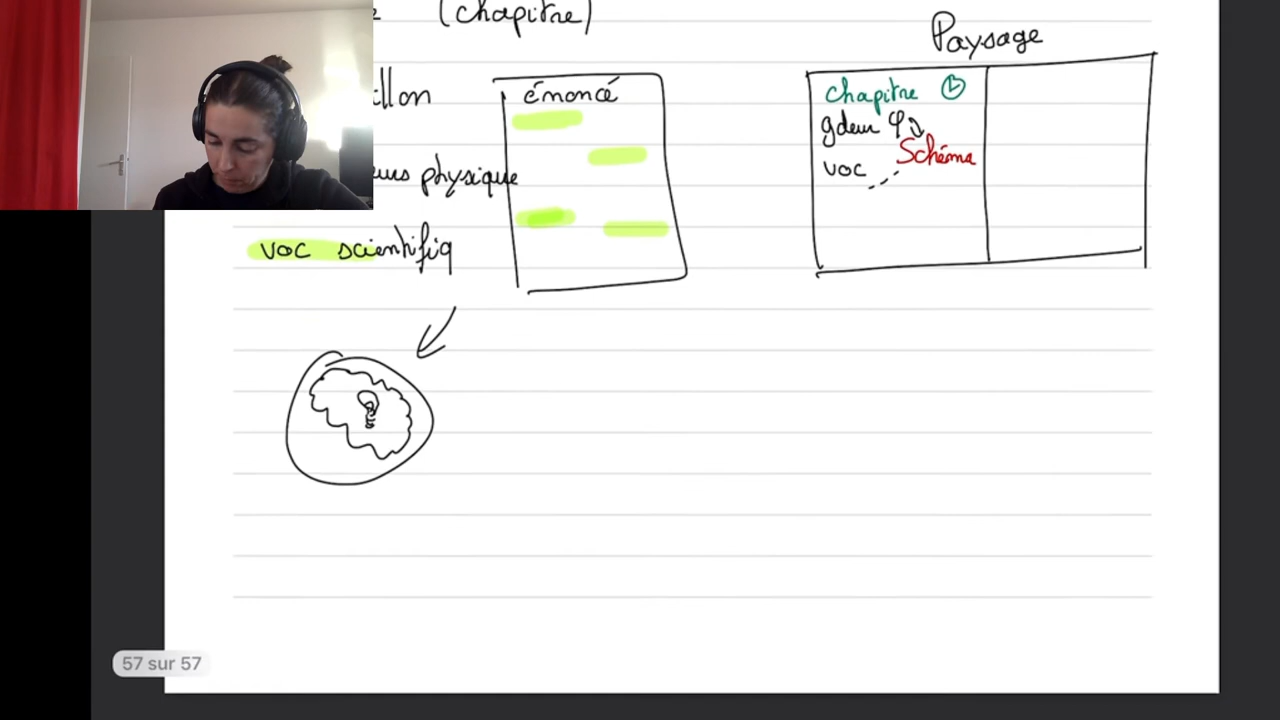 (chapitre)
Paysage
énoncé
chapitre
gdeur φ
voc
Schéma
physique
voc scientifiq
57 sur 57